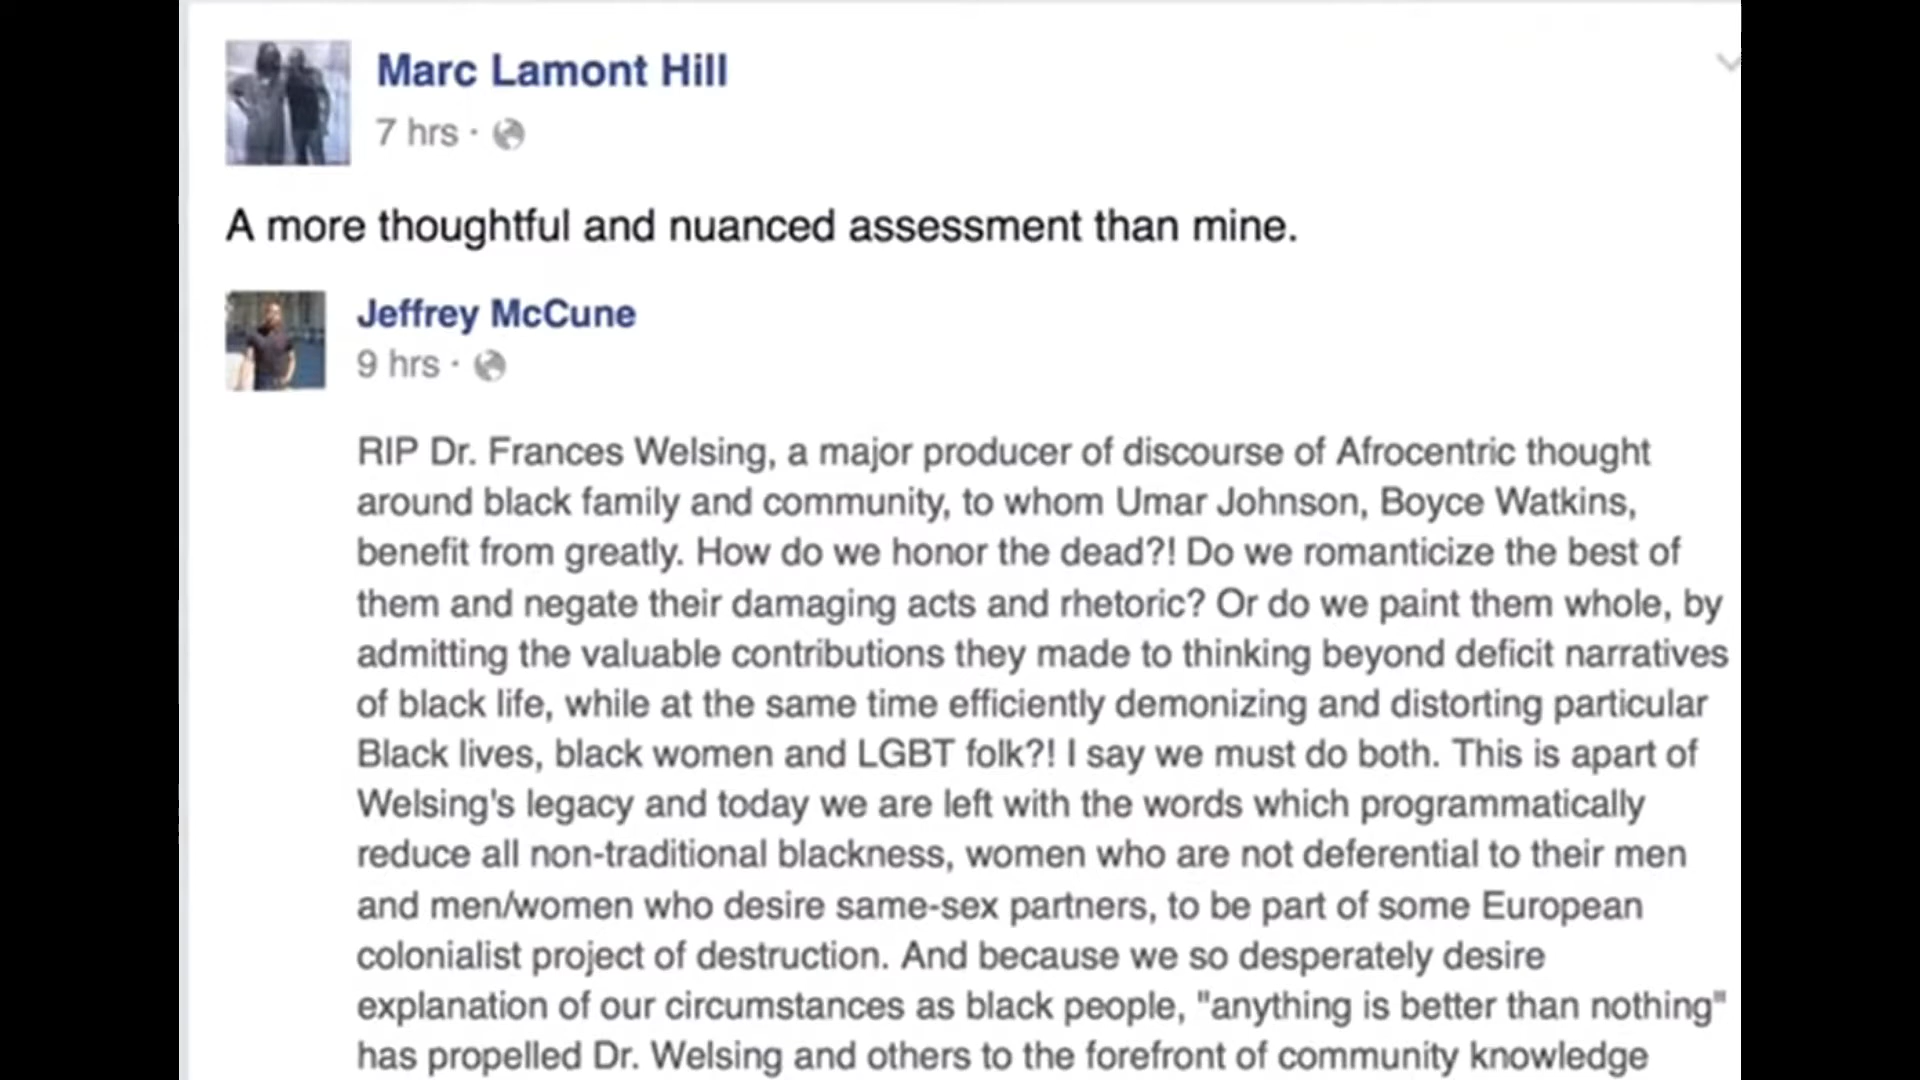 Marc Lamont Hill
7 hrs ·
A more thoughtful and nuanced assessment than mine.
Jeffrey McCune
9 hrs ·
RIP Dr. Frances Welsing, a major producer of discourse of Afrocentric thought
around black family and community, to whom Umar Johnson, Boyce Watkins,
benefit from greatly. How do we honor the dead?! Do we romanticize the best of
them and negate their damaging acts and rhetoric? Or do we paint them whole, by
admitting the valuable contributions they made to thinking beyond deficit narratives
of black life, while at the same time efficiently demonizing and distorting particular
Black lives, black women and LGBT folk?! I say we must do both. This is apart of
Welsing's legacy and today we are left with the words which programmatically
reduce all non-traditional blackness, women who are not deferential to their men
and men/women who desire same-sex partners, to be part of some European
colonialist project of destruction. And because we so desperately desire
explanation of our circumstances as black people, "anything is better than nothing"
has propelled Dr. Welsing and others to the forefront of community knowledge